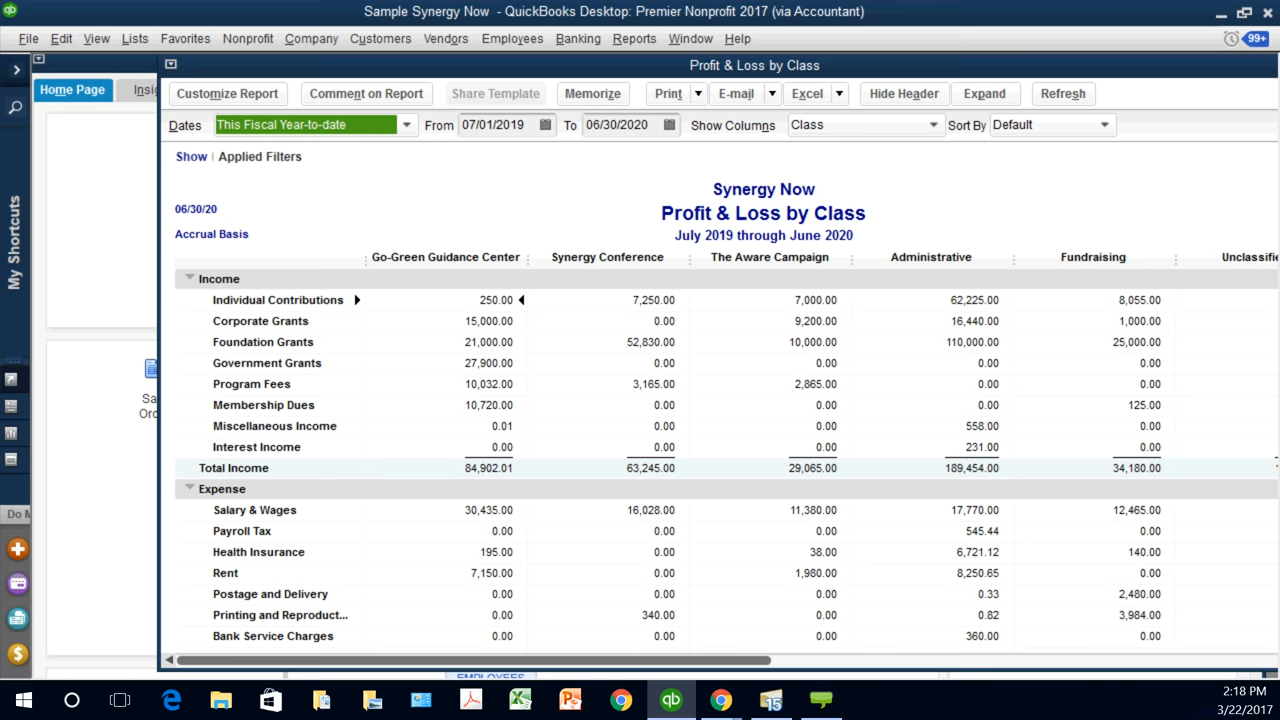 Sample Synergy Now - QuickBooks Desktop: Premier Nonprofit 2017 (via Accountant)
File Edit View Lists Favorites Nonprofit Company Customers Vendors Employees Banking Reports Window Help 99+
Profit & Loss by Class
Home Page Insig
Customize Report Comment on Report Share Template Memorize Print E-mail Excel Hide Header Expand Refresh
Dates This Fiscal Year-to-date From 07/01/2019 To 06/30/2020 Show Columns Class Sort By Default
Show | Applied Filters
My Shortcuts
Synergy Now
06/30/20 Profit & Loss by Class
Accrual Basis July 2019 through June 2020
Go-Green Guidance Center Synergy Conference The Aware Campaign Administrative Fundraising Unclassifie
Income
Individual Contributions 250.00 7,250.00 7,000.00 62,225.00 8,055.00
Corporate Grants 15,000.00 0.00 9,200.00 16,440.00 1,000.00
Foundation Grants 21,000.00 52,830.00 10,000.00 110,000.00 25,000.00
Government Grants 27,900.00 0.00 0.00 0.00 0.00
Program Fees 10,032.00 3,165.00 2,865.00 0.00 0.00
Membership Dues 10,720.00 0.00 0.00 0.00 125.00
Miscellaneous Income 0.01 0.00 0.00 558.00 0.00
Interest Income 0.00 0.00 0.00 231.00 0.00
Total Income 84,902.01 63,245.00 29,065.00 189,454.00 34,180.00
Expense
Salary & Wages 30,435.00 16,028.00 11,380.00 17,770.00 12,465.00
Payroll Tax 0.00 0.00 0.00 545.44 0.00
Health Insurance 195.00 0.00 38.00 6,721.12 140.00
Rent 7,150.00 0.00 1,980.00 8,250.65 0.00
Postage and Delivery 0.00 0.00 0.00 0.33 2,480.00
Printing and Reproduct... 0.00 340.00 0.00 0.82 3,984.00
Bank Service Charges 0.00 0.00 0.00 360.00 0.00
Sa
Ord
Do M
EMPLOYEES
15
qb
2:18 PM
3/22/2017